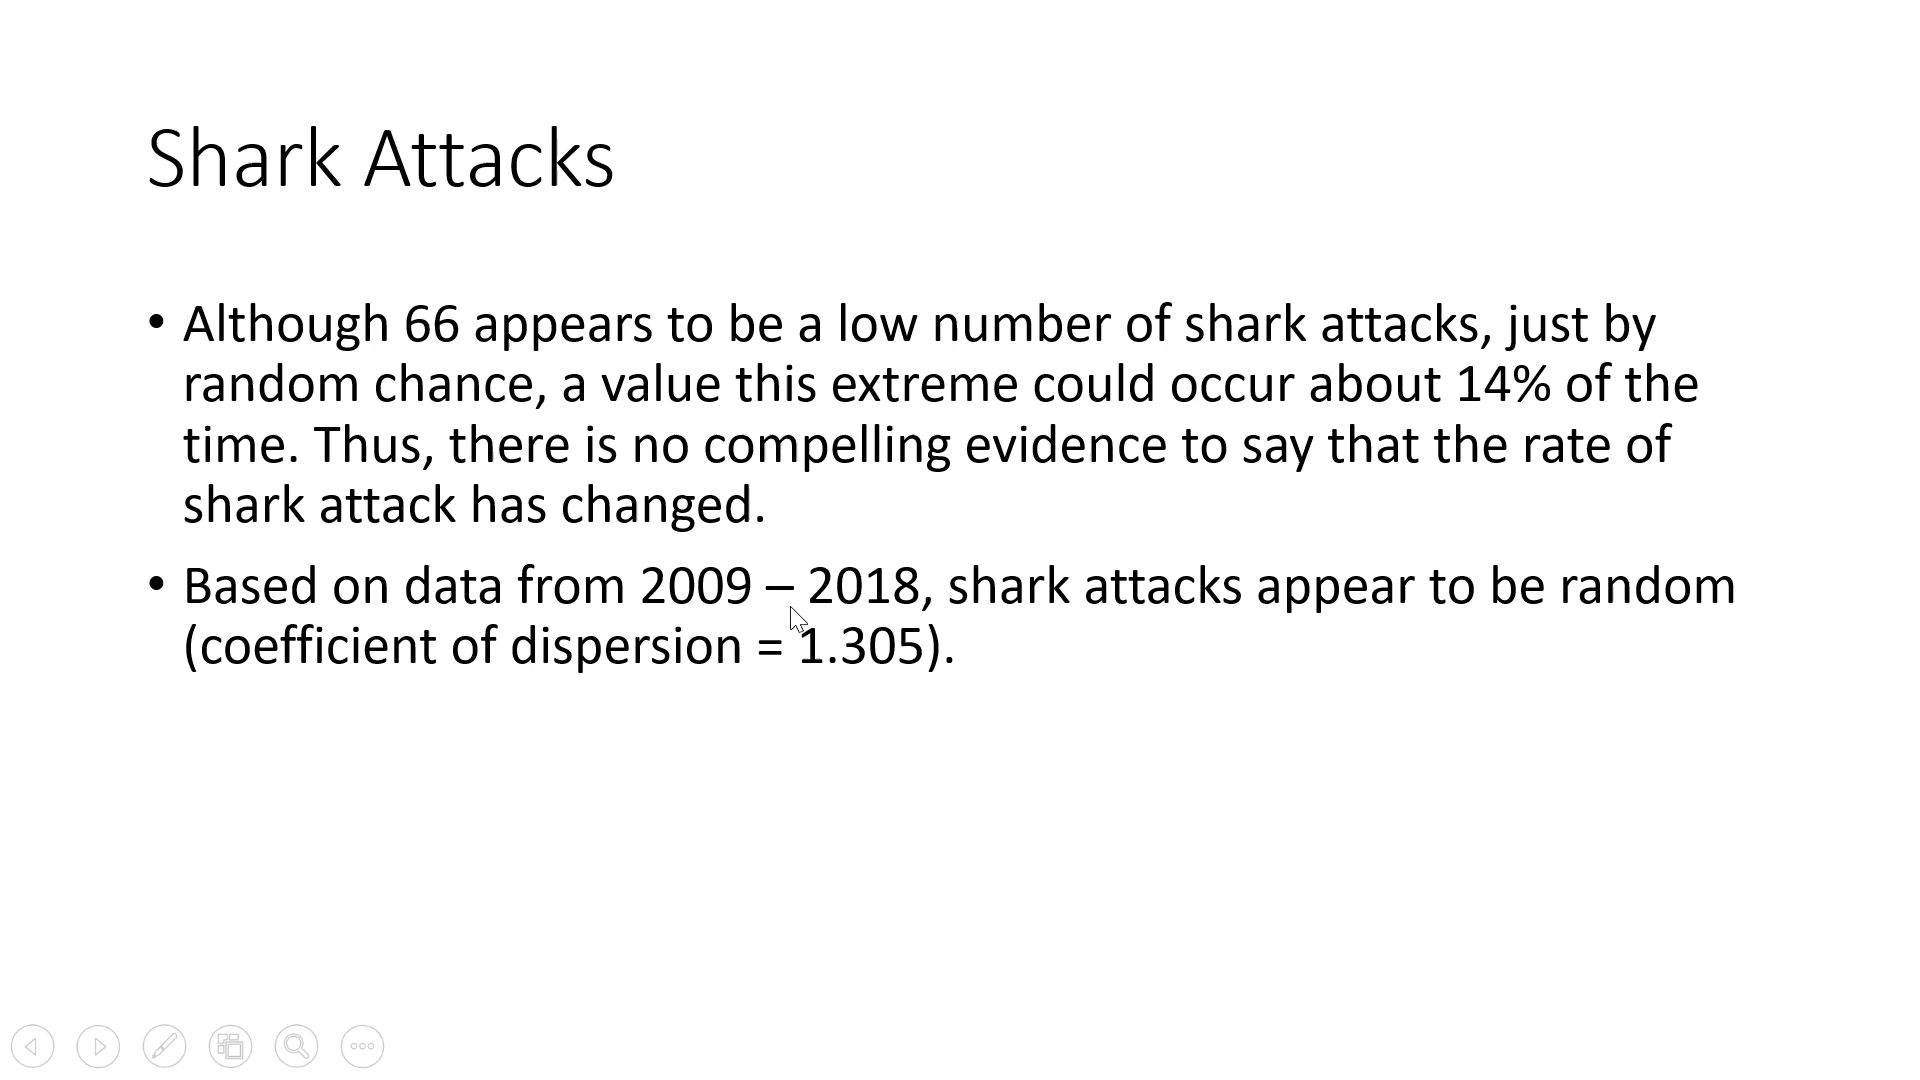 Shark Attacks
• Although 66 appears to be a low number of shark attacks, just by
random chance, a value this extreme could occur about 14% of the
time. Thus, there is no compelling evidence to say that the rate of
shark attack has changed.
• Based on data from 2009 – 2018, shark attacks appear to be random
(coefficient of dispersion = 1.305).